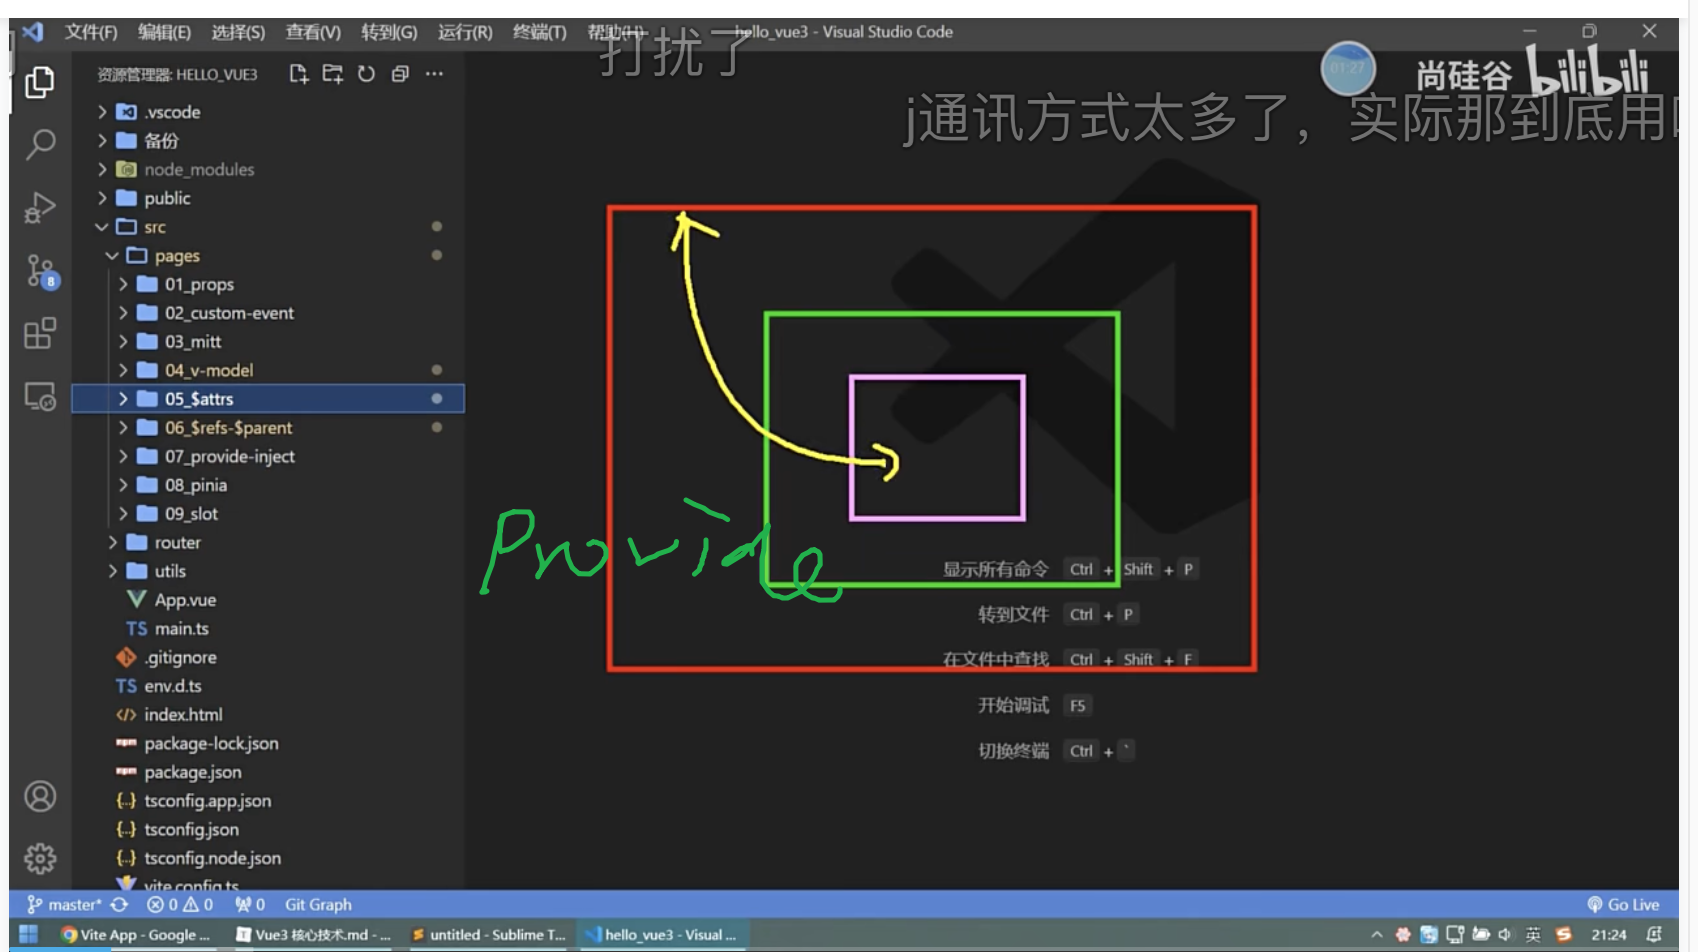 文件(F) 编辑(E) 选择(S) 查看(V) 转到(G) 运行(R) 终端(T) 帮助(H) hello_vue3 - Visual Studio Code
打扰了
资源管理器: HELLO_VUE3
01:27
尚硅谷 bilibili
j通讯方式太多了，实际那到底用
.vscode
备份
node_modules
public
src
pages
01_props
02_custom-event
03_mitt
04_v-model
05_$attrs
06_$refs-$parent
07_provide-inject
08_pinia
09_slot
router
utils
App.vue
TS main.ts
.gitignore
TS env.d.ts
index.html
package-lock.json
package.json
{..} tsconfig.app.json
{..} tsconfig.json
{..} tsconfig.node.json
vite.config.ts
8
Provide
显示所有命令 Ctrl + Shift + P
转到文件 Ctrl + P
在文件中查找 Ctrl + Shift + F
开始调试 F5
切换终端 Ctrl + `
master* 0 0 0 Git Graph Go Live
Vite App - Google ... Vue3 核心技术.md - ... untitled - Sublime T... hello_vue3 - Visual ... 英 21:24